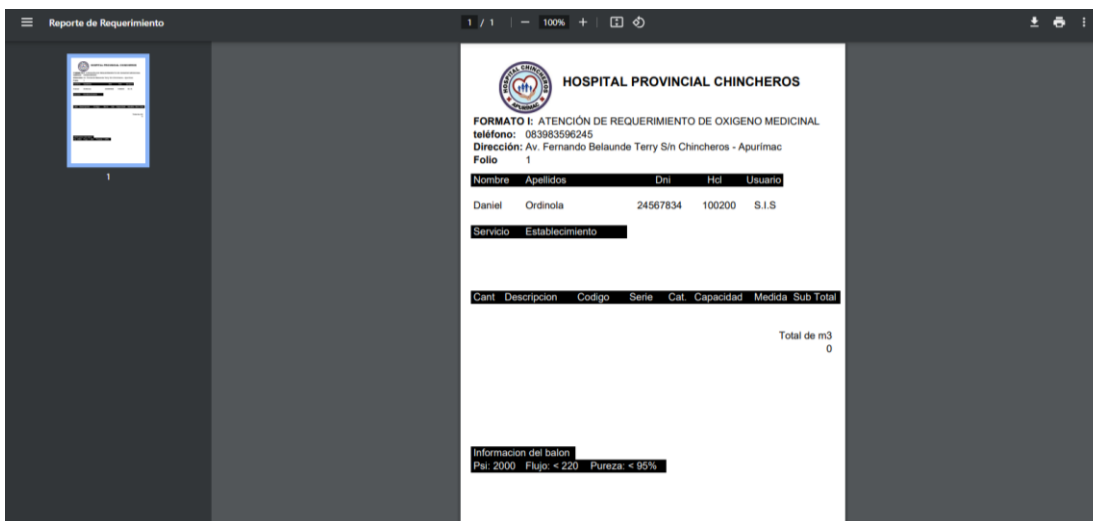 Reporte de Requerimiento
1 / 1
100%
1
HOSPITAL PROVINCIAL CHINCHEROS
HOSPITAL CHINCHEROS
APURIMAC
FORMATO I: ATENCIÓN DE REQUERIMIENTO DE OXIGENO MEDICINAL
teléfono: 083983596245
Dirección: Av. Fernando Belaunde Terry S/n Chincheros - Apurímac
Folio 1
Nombre Apellidos Dni Hcl Usuario
Daniel Ordinola 24567834 100200 S.I.S
Servicio Establecimiento
Cant Descripcion Codigo Serie Cat. Capacidad Medida Sub Total
Total de m3
0
Informacion del balon
Psi: 2000 Flujo: < 220 Pureza: < 95%